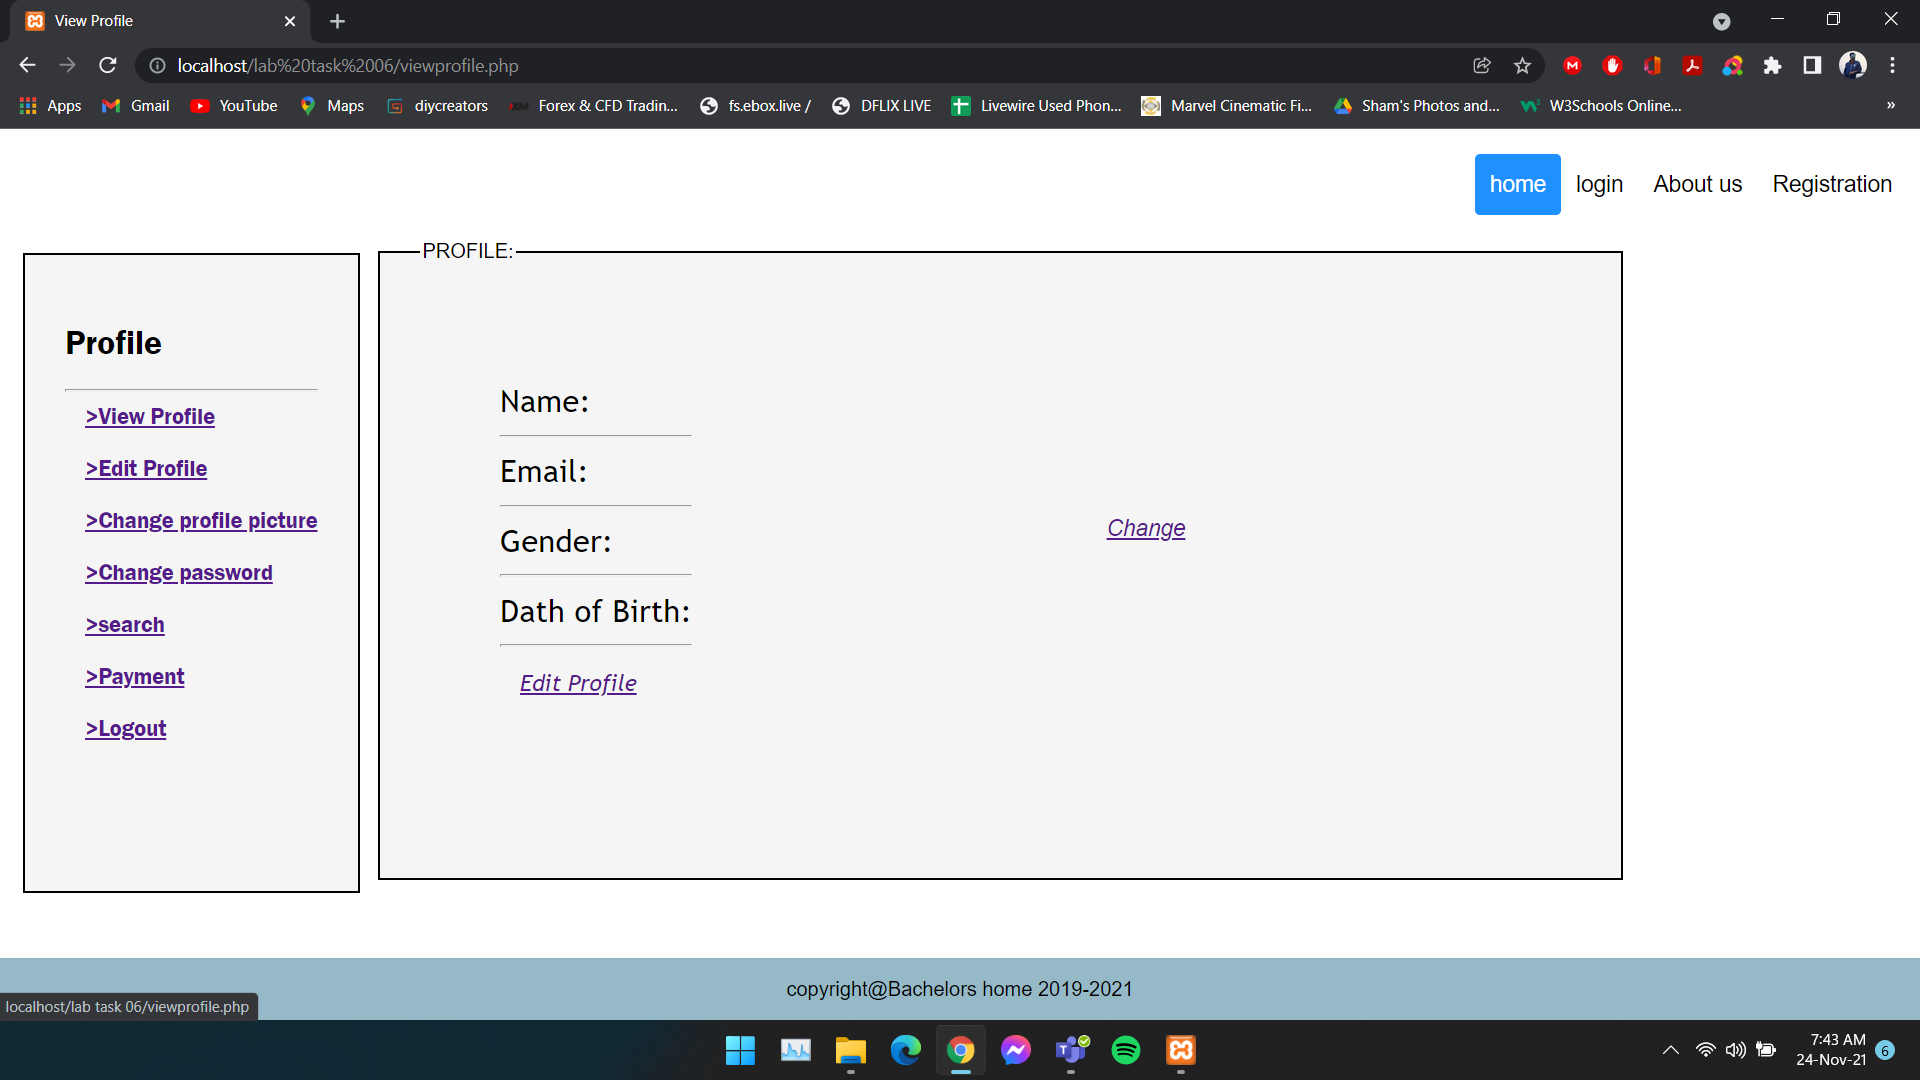 View Profile
localhost/lab%20task%2006/viewprofile.php
Apps Gmail YouTube Maps diycreators Forex & CFD Tradin... fs.ebox.live / DFLIX LIVE Livewire Used Phon... Marvel Cinematic Fi... Sham's Photos and... W3Schools Online... »
home login About us Registration
PROFILE:
Profile
>View Profile
>Edit Profile
>Change profile picture
>Change password
>search
>Payment
>Logout
Name:
Email:
Gender:
Dath of Birth:
Edit Profile
Change
copyright@Bachelors home 2019-2021
localhost/lab task 06/viewprofile.php
7:43 AM
24-Nov-21 6